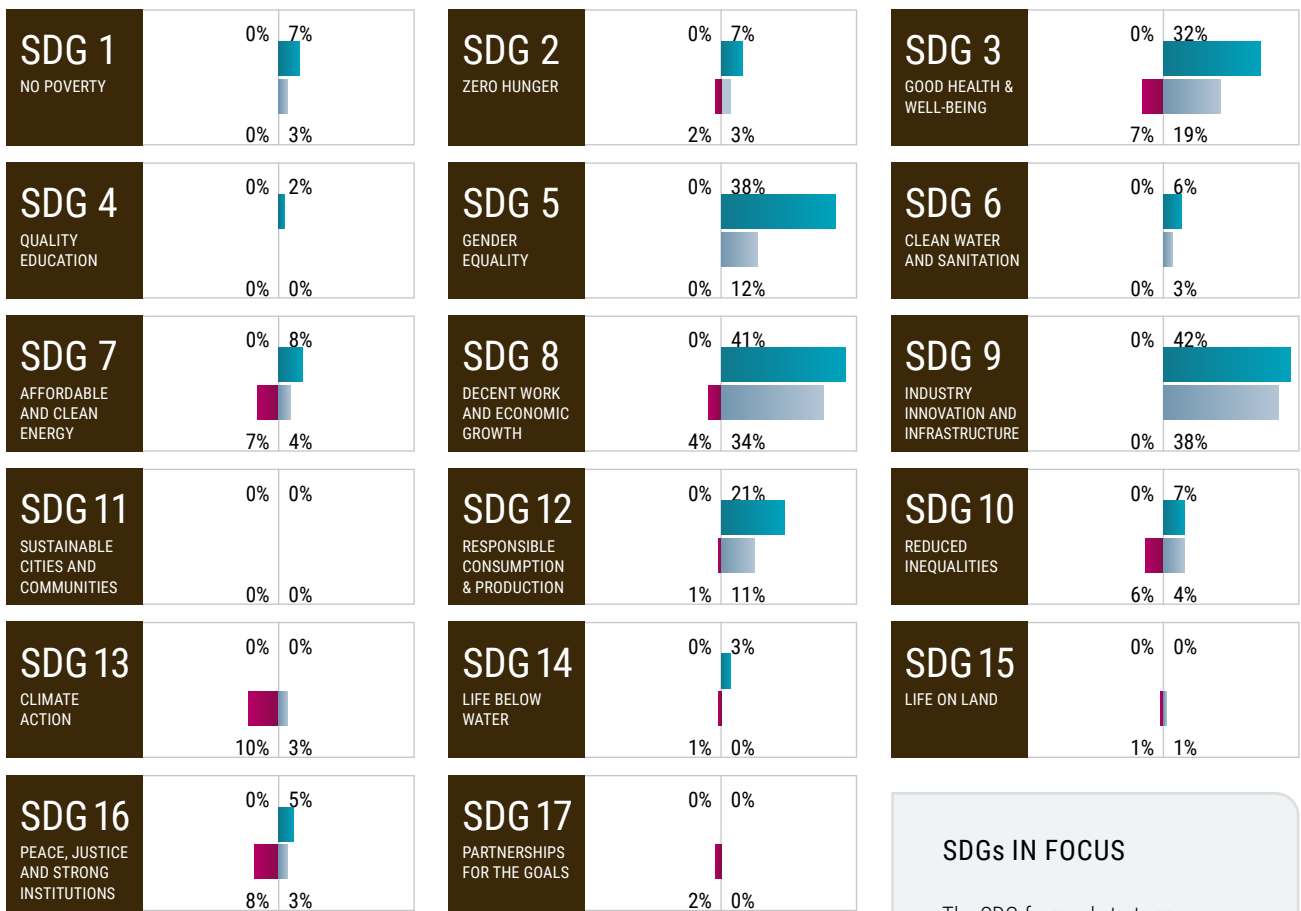 SDG 1
NO POVERTY
0% 7%
0% 3%
SDG 2
ZERO HUNGER
0% 7%
2% 3%
SDG 3
GOOD HEALTH &
WELL-BEING
0% 32%
7% 19%
SDG 4
QUALITY
EDUCATION
0% 2%
0% 0%
SDG 5
GENDER
EQUALITY
0% 38%
0% 12%
SDG 6
CLEAN WATER
AND SANITATION
0% 6%
0% 3%
SDG 7
AFFORDABLE
AND CLEAN
ENERGY
0% 8%
7% 4%
SDG 8
DECENT WORK
AND ECONOMIC
GROWTH
0% 41%
4% 34%
SDG 9
INDUSTRY
INNOVATION AND
INFRASTRUCTURE
0% 42%
0% 38%
SDG 11
SUSTAINABLE
CITIES AND
COMMUNITIES
0% 0%
0% 0%
SDG 12
RESPONSIBLE
CONSUMPTION
& PRODUCTION
0% 21%
1% 11%
SDG 10
REDUCED
INEQUALITIES
0% 7%
6% 4%
SDG 13
CLIMATE
ACTION
0% 0%
10% 3%
SDG 14
LIFE BELOW
WATER
0% 3%
1% 0%
SDG 15
LIFE ON LAND
0% 0%
1% 1%
SDG 16
PEACE, JUSTICE
AND STRONG
INSTITUTIONS
0% 5%
8% 3%
SDG 17
PARTNERSHIPS
FOR THE GOALS
0% 0%
2% 0%
SDGs IN FOCUS